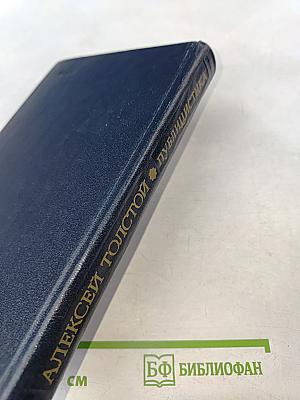 АЛЕКСЕЙ ТОЛСТОЙ * ПУБЛИЦИСТИКА
см
БФ БИБЛИОФАН